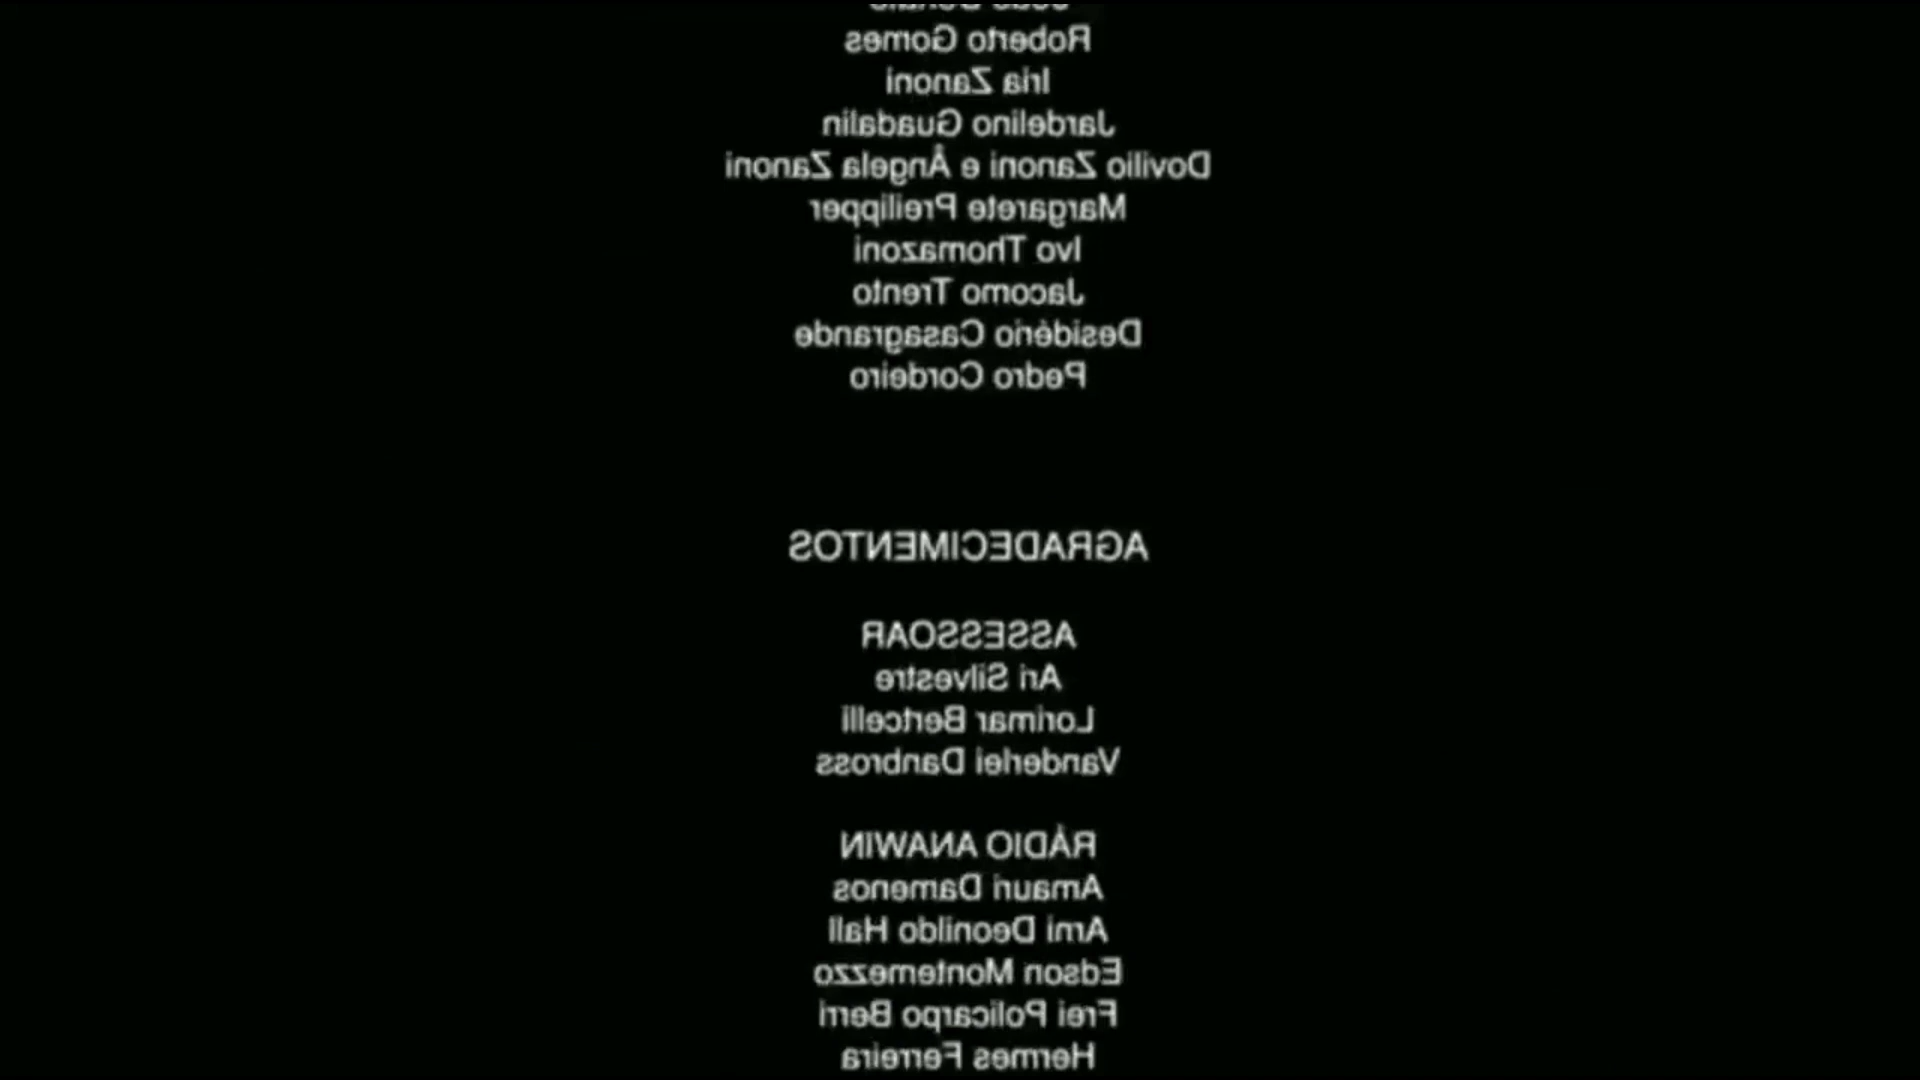 Roberto Gomes
Iria Zanoni
Jardelino Guadalin
Dovilio Zanoni e Ângela Zanoni
Margarete Preilipper
Ivo Thomazoni
Jacomo Trento
Desidério Casagrande
Pedro Cordeiro
AGRADECIMENTOS
ASSESSOAR
Ari Silvestre
Lorimar Bertcelli
Vanderlei Danbross
RÁDIO ANAWIN
Amauri Damenos
Arni Deonildo Hall
Edson Montemezzo
Frei Policarpo Berri
Hermes Ferreira